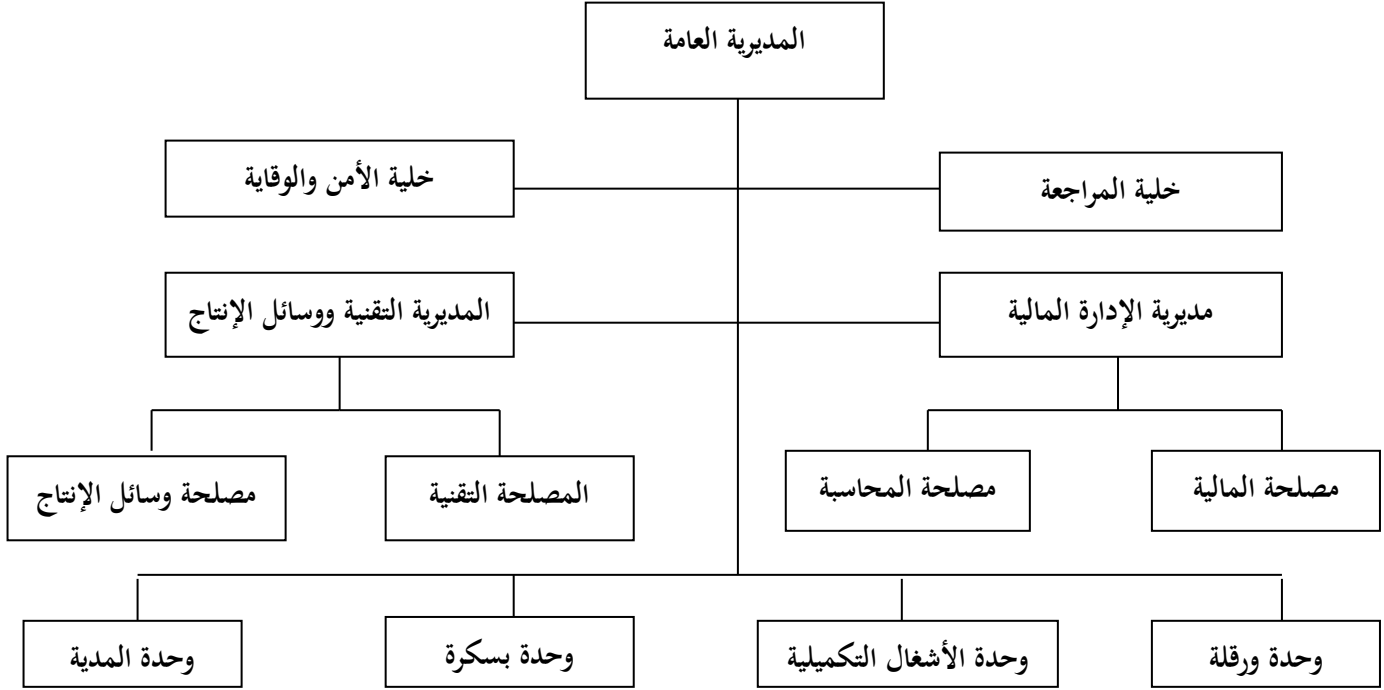 المديرية العامة
خلية المراجعة
خلية الأمن والوقاية
مديرية الإدارة المالية
المديرية التقنية ووسائل الإنتاج
مصلحة المالية
مصلحة المحاسبة
المصلحة التقنية
مصلحة وسائل الإنتاج
وحدة ورقلة
وحدة الأشغال التكميلية
وحدة بسكرة
وحدة المدية